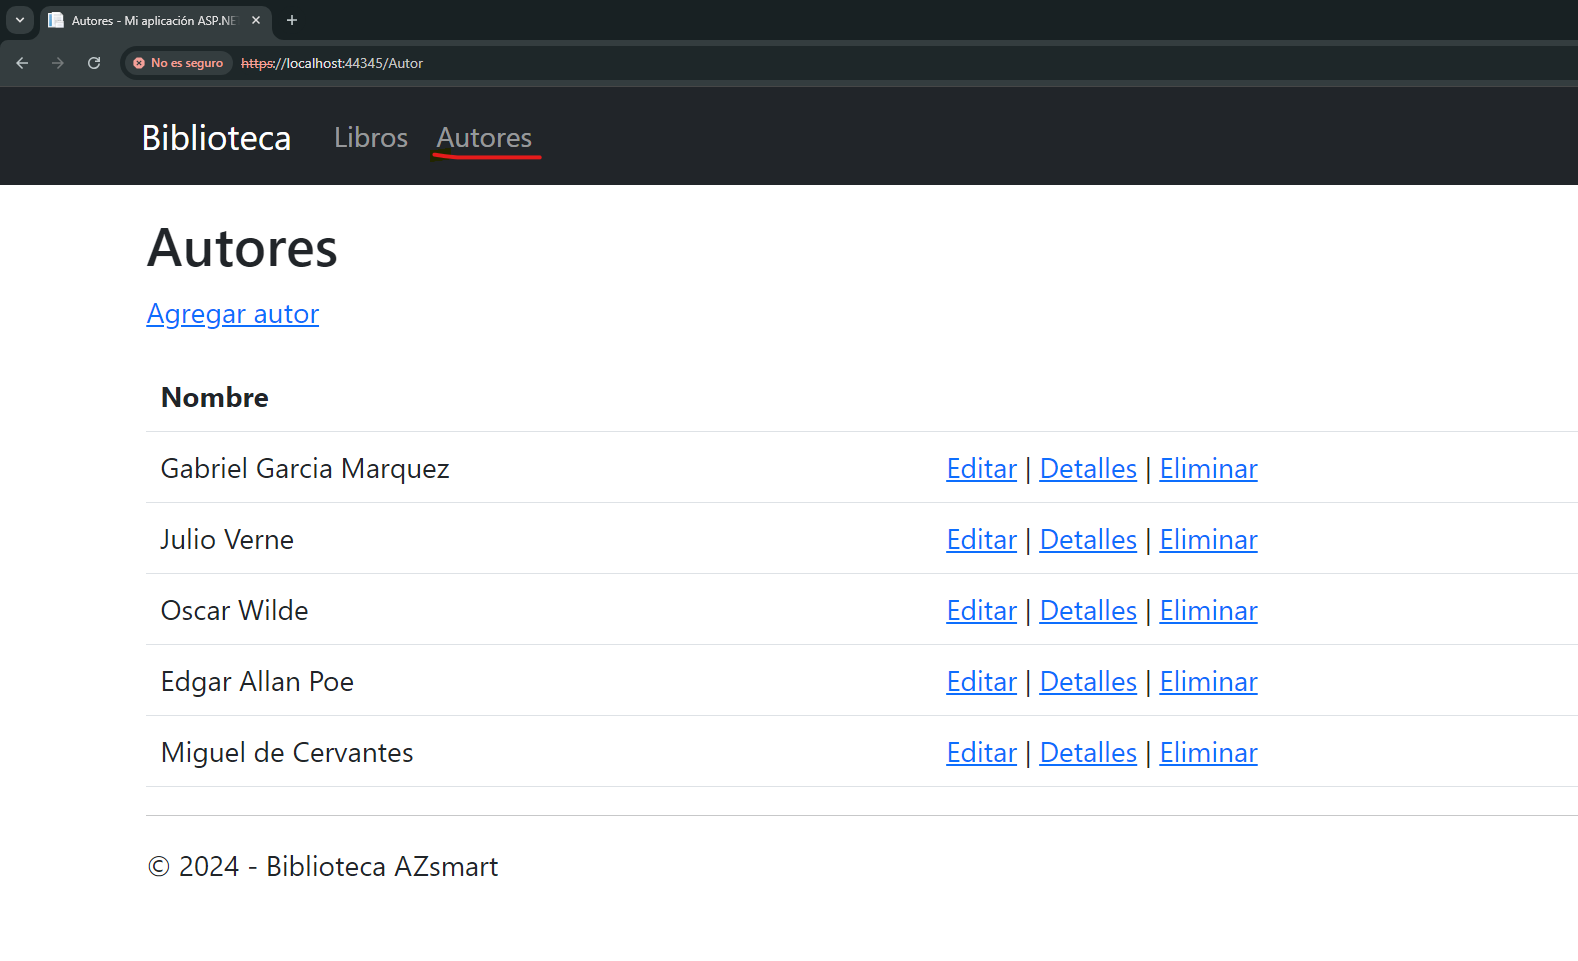 Autores - Mi aplicación ASP.NE
No es seguro https://localhost:44345/Autor
Biblioteca Libros Autores
Autores
Agregar autor
Nombre
Gabriel Garcia Marquez Editar | Detalles | Eliminar
Julio Verne Editar | Detalles | Eliminar
Oscar Wilde Editar | Detalles | Eliminar
Edgar Allan Poe Editar | Detalles | Eliminar
Miguel de Cervantes Editar | Detalles | Eliminar
© 2024 - Biblioteca AZsmart